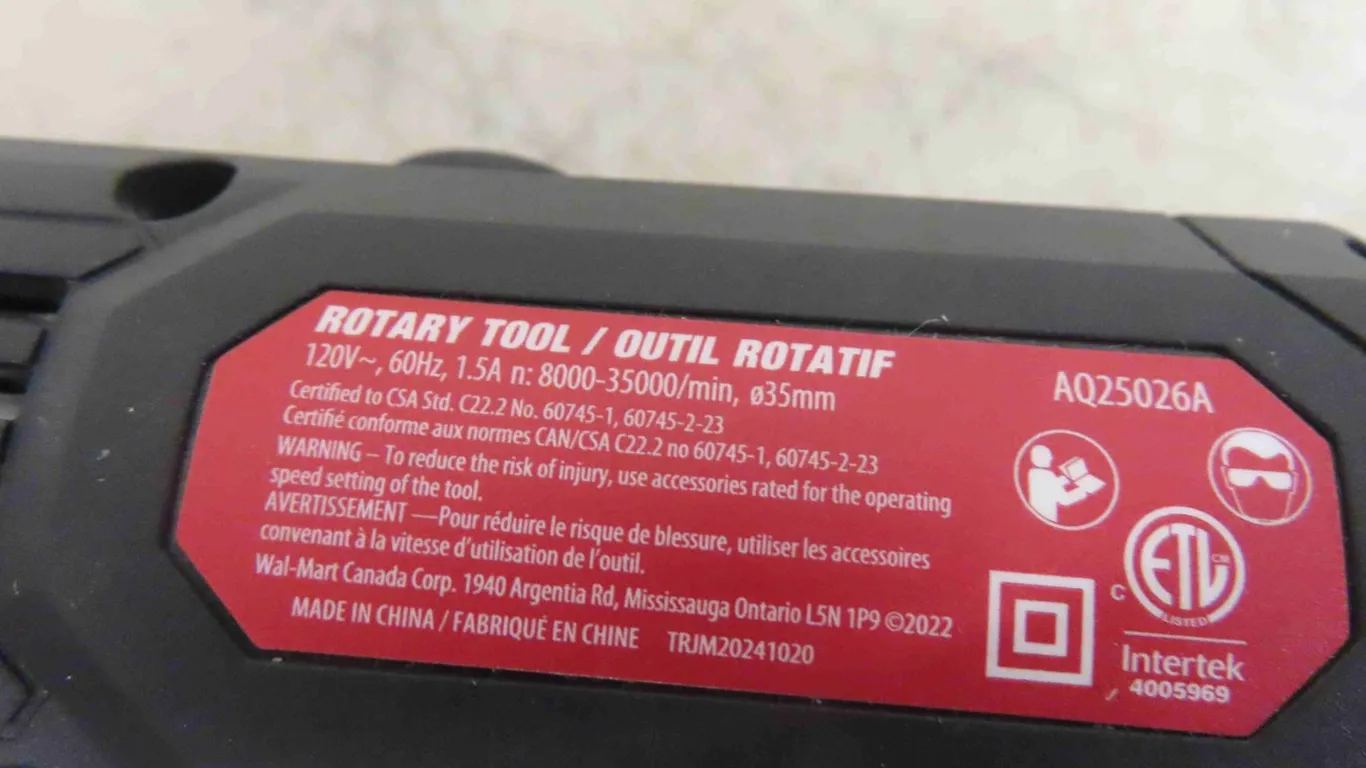 ROTARY TOOL / OUTIL ROTATIF
120V~, 60Hz, 1.5A n: 8000-35000/min, ø35mm
AQ25026A
Certified to CSA Std. C22.2 No. 60745-1, 60745-2-23
Certifié conforme aux normes CAN/CSA C22.2 no 60745-1, 60745-2-23
WARNING – To reduce the risk of injury, use accessories rated for the operating
speed setting of the tool.
AVERTISSEMENT —Pour réduire le risque de blessure, utiliser les accessoires
convenant à la vitesse d'utilisation de l'outil.
Wal-Mart Canada Corp. 1940 Argentia Rd, Mississauga Ontario L5N 1P9 ©2022
MADE IN CHINA / FABRIQUÉ EN CHINE TRJM20241020
ETL CM
C
LISTED
Intertek
4005969